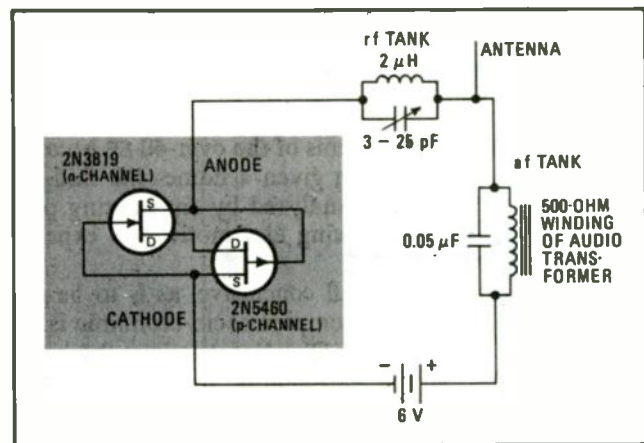 rf TANK
2 μH
ANTENNA
3 – 25 pF
2N3819
(n-CHANNEL)
ANODE
af TANK
S
D
D
S
0.05 μF
500-OHM
WINDING
OF AUDIO
TRANS-
FORMER
CATHODE
2N5460
(p-CHANNEL)
– +
6 V